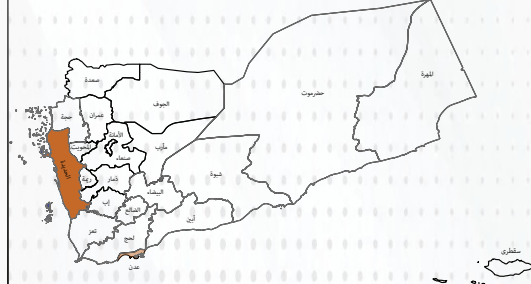 صعدة
المهرة
حضرموت
الجوف
حجة
عمران
الأمانة
المحويت
صنعاء
مأرب
الحديدة
ريمة
ذمار
شبوة
البيضاء
إب
الضالع
أبين
تعز
لحج
عدن
سقطرى